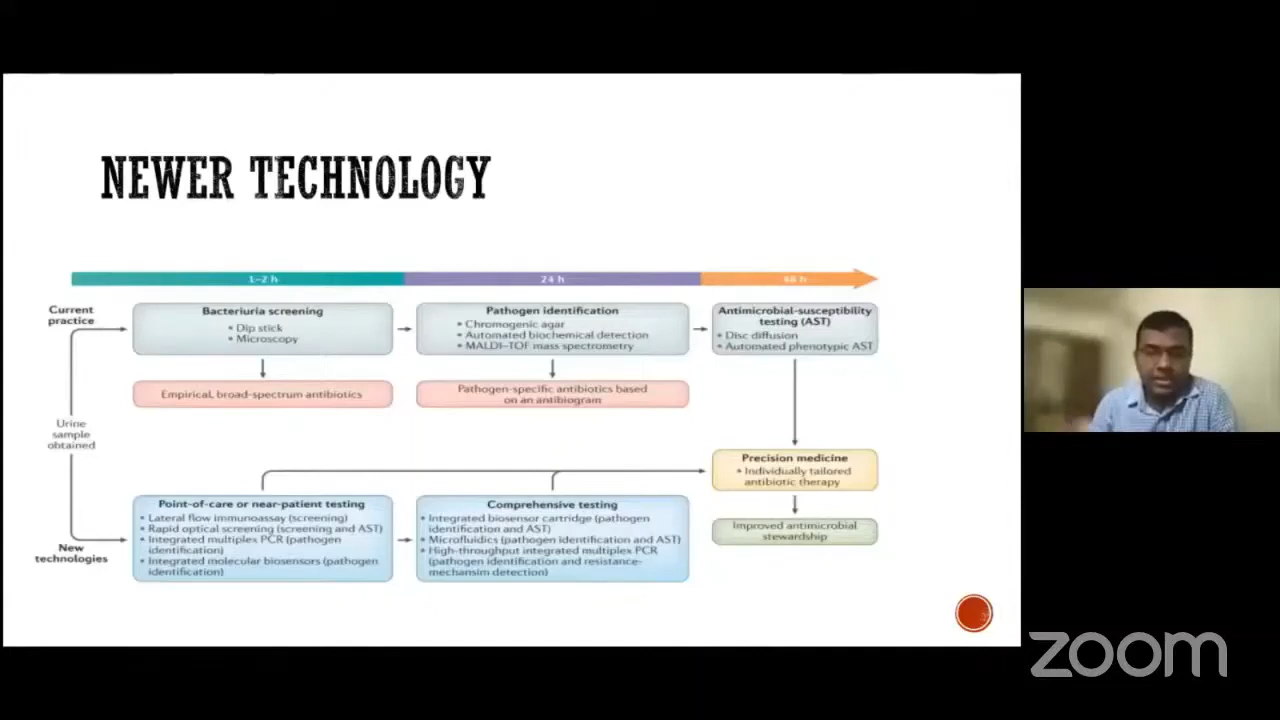 NEWER TECHNOLOGY
1–2 h
24 h
48 h
Current
practice
Bacteriuria screening
• Dip stick
• Microscopy
Pathogen identification
• Chromogenic agar
• Automated biochemical detection
• MALDI–TOF mass spectrometry
Antimicrobial-susceptibility
testing (AST)
• Disc diffusion
• Automated phenotypic AST
Empirical, broad-spectrum antibiotics
Pathogen-specific antibiotics based
on an antibiogram
Urine
sample
obtained
Precision medicine
• Individually tailored
antibiotic therapy
Improved antimicrobial
stewardship
New
technologies
Point-of-care or near-patient testing
• Lateral flow immunoassay (screening)
• Rapid optical screening (screening and AST)
• Integrated multiplex PCR (pathogen
identification)
• Integrated molecular biosensors (pathogen
identification)
Comprehensive testing
• Integrated biosensor cartridge (pathogen
identification and AST)
• Microfluidics (pathogen identification and AST)
• High-throughput integrated multiplex PCR
(pathogen identification and resistance-
mechansim detection)
zoom